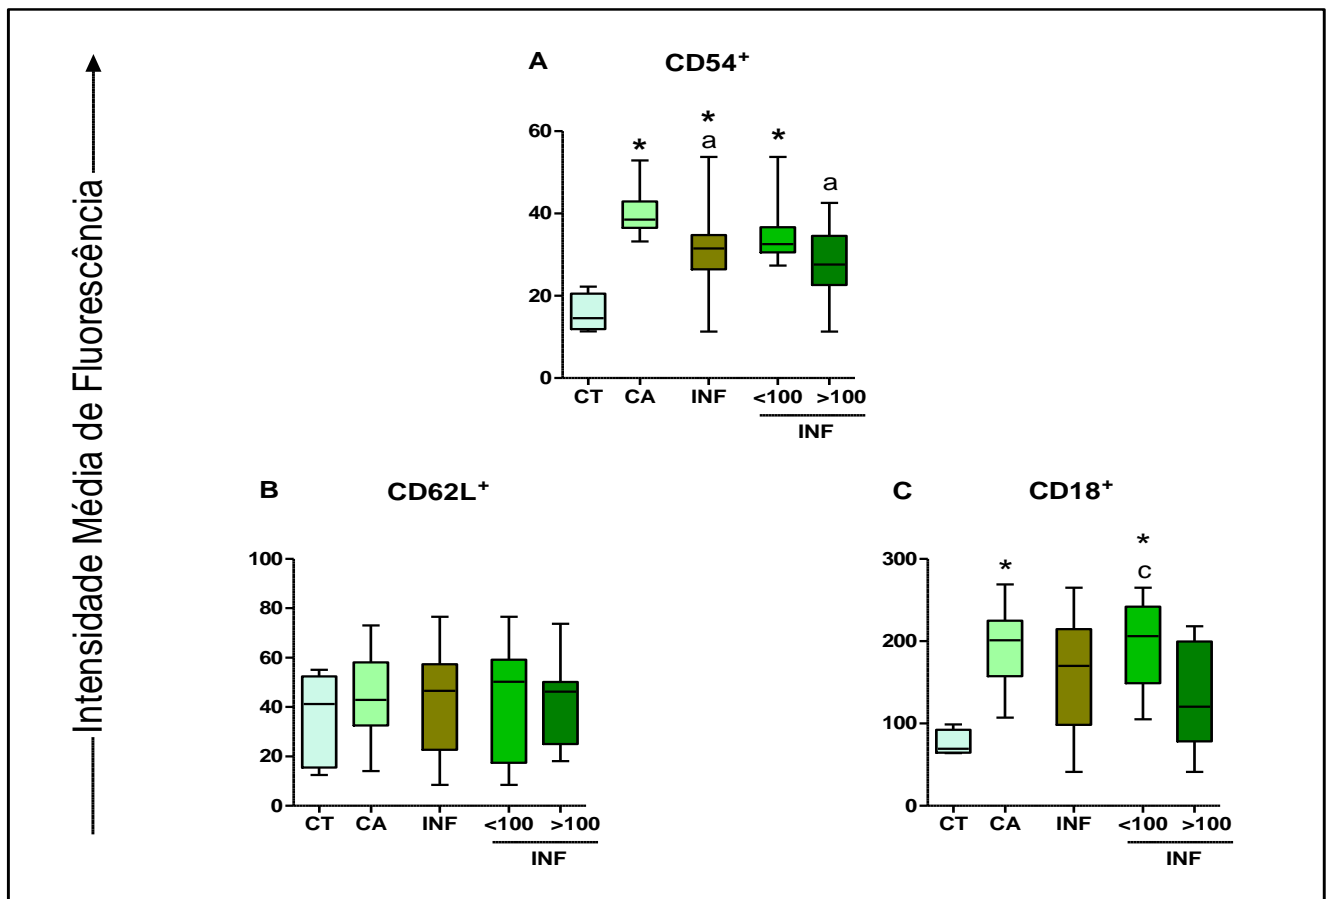 Intensidade Média de Fluorescência
A CD54+
* * a * a
60
40
20
0
CT CA INF <100 >100
INF
B CD62L+
100
80
60
40
20
0
CT CA INF <100 >100
INF
C CD18+
* * c
300
200
100
0
CT CA INF <100 >100
INF